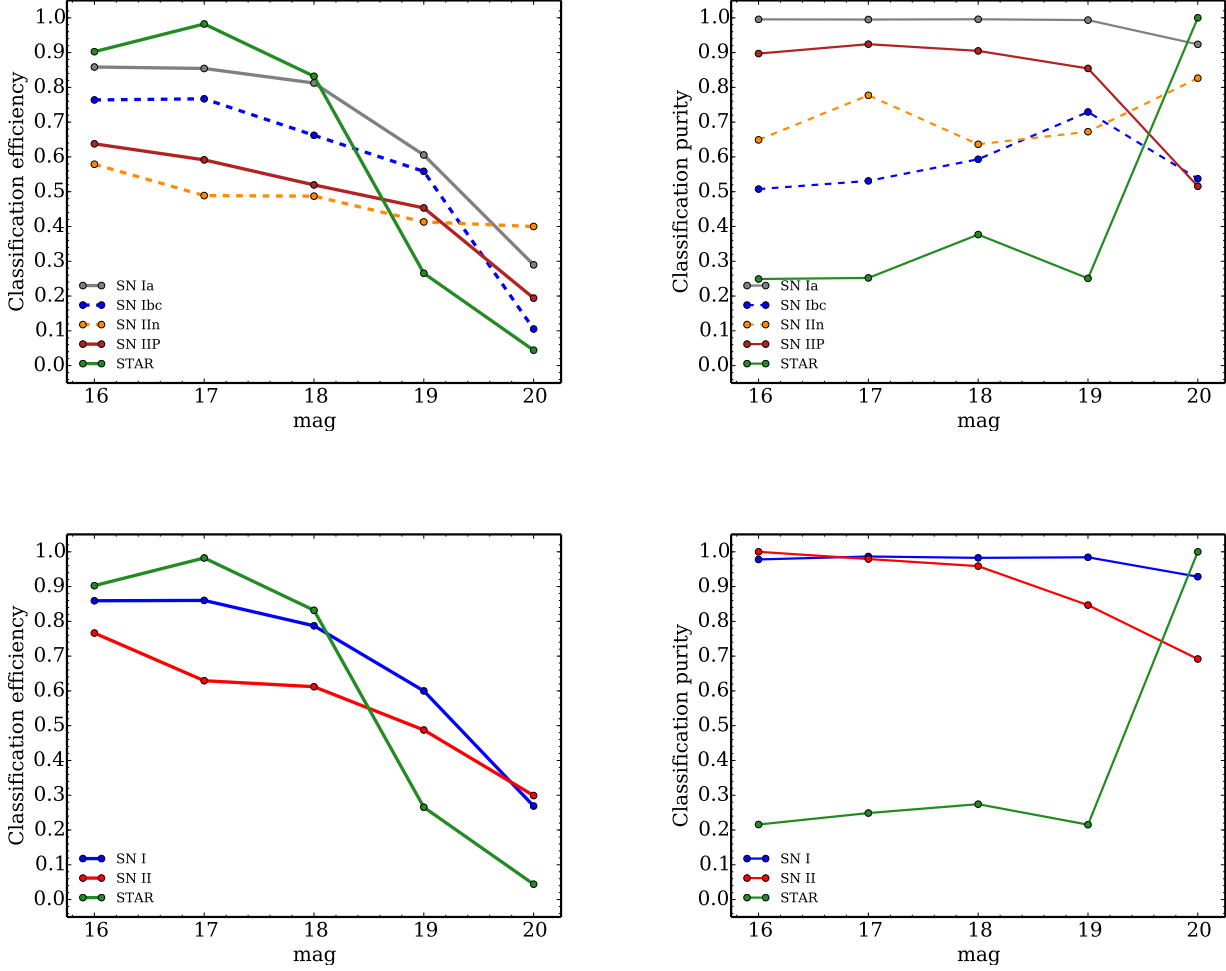 1.0
0.9
0.8
0.7
0.6
0.5
0.4
0.3
0.2
0.1
0.0
Classification efficiency
SN Ia
SN Ibc
SN IIn
SN IIP
STAR
16 17 18 19 20
mag
1.0
0.9
0.8
0.7
0.6
0.5
0.4
0.3
0.2
0.1
0.0
Classification purity
SN Ia
SN Ibc
SN IIn
SN IIP
STAR
16 17 18 19 20
mag
1.0
0.9
0.8
0.7
0.6
0.5
0.4
0.3
0.2
0.1
0.0
Classification efficiency
SN I
SN II
STAR
16 17 18 19 20
mag
1.0
0.9
0.8
0.7
0.6
0.5
0.4
0.3
0.2
0.1
0.0
Classification purity
SN I
SN II
STAR
16 17 18 19 20
mag